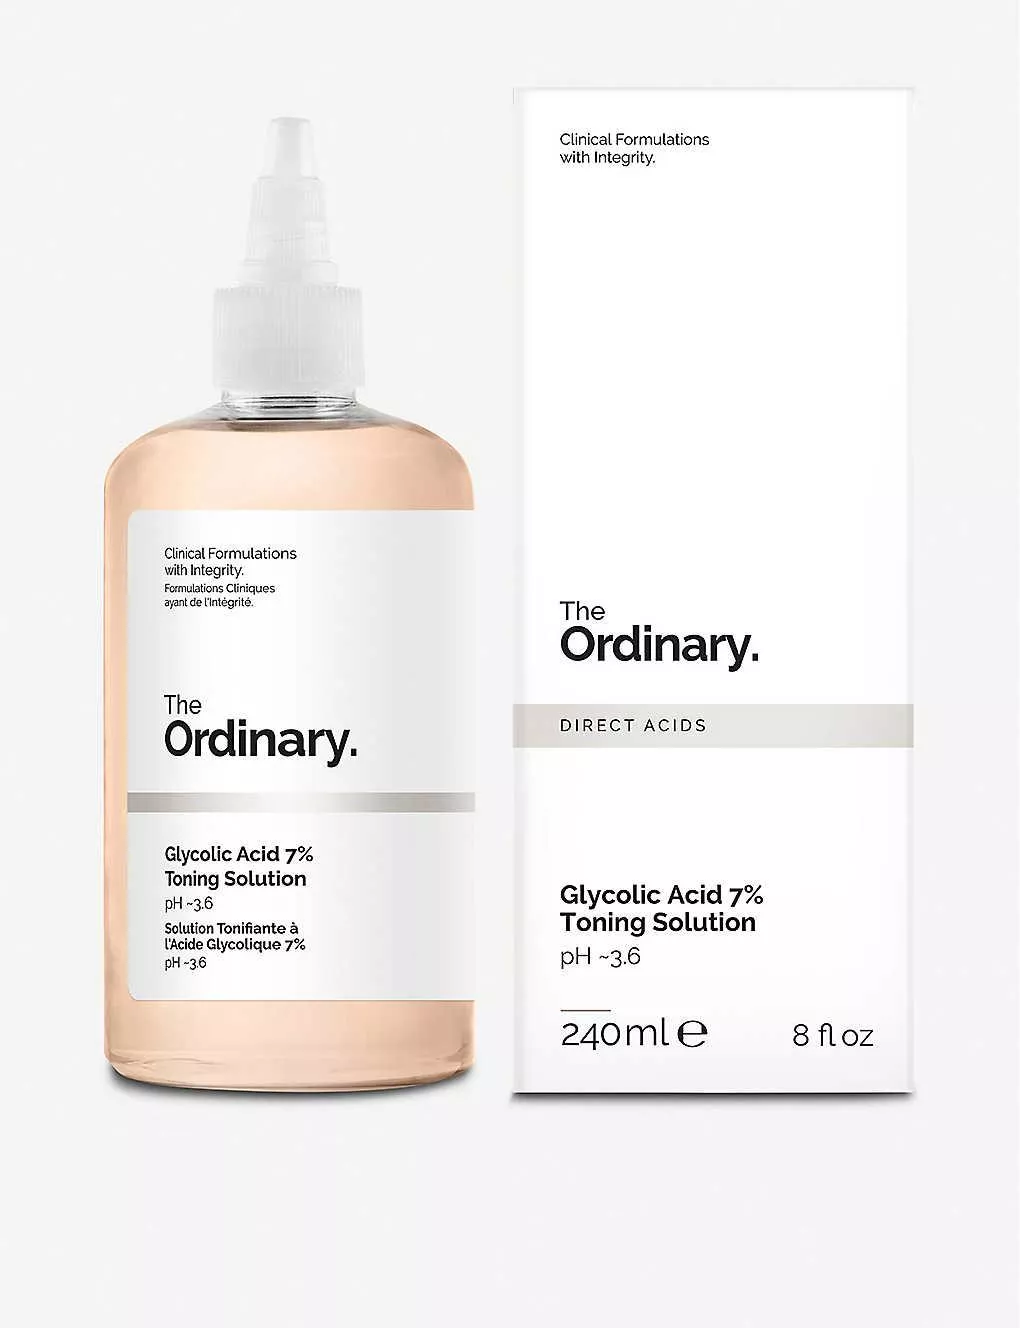 Clinical Formulations
with Integrity.
Formulations Cliniques
ayant de l'Intégrité.
The
Ordinary.
Glycolic Acid 7%
Toning Solution
pH ~3.6
Solution Tonifiante à
l'Acide Glycolique 7%
pH ~3.6
Clinical Formulations
with Integrity.
The
Ordinary.
DIRECT ACIDS
Glycolic Acid 7%
Toning Solution
pH ~3.6
240ml ℮ 8 fl oz